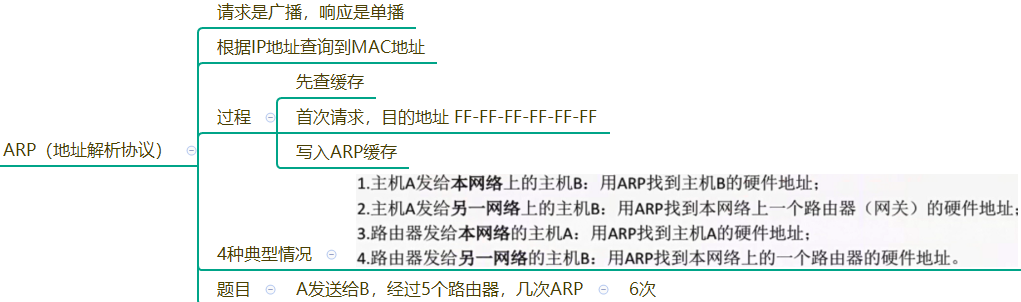 请求是广播，响应是单播
根据IP地址查询到MAC地址
先查缓存
过程
首次请求，目的地址 FF-FF-FF-FF-FF-FF
写入ARP缓存
ARP（地址解析协议）
1.主机A发给本网络上的主机B：用ARP找到主机B的硬件地址；
2.主机A发给另一网络上的主机B：用ARP找到本网络上一个路由器（网关）的硬件地址；
3.路由器发给本网络的主机A：用ARP找到主机A的硬件地址；
4种典型情况
4.路由器发给另一网络的主机B：用ARP找到本网络上的一个路由器的硬件地址。
题目 A发送给B，经过5个路由器，几次ARP 6次